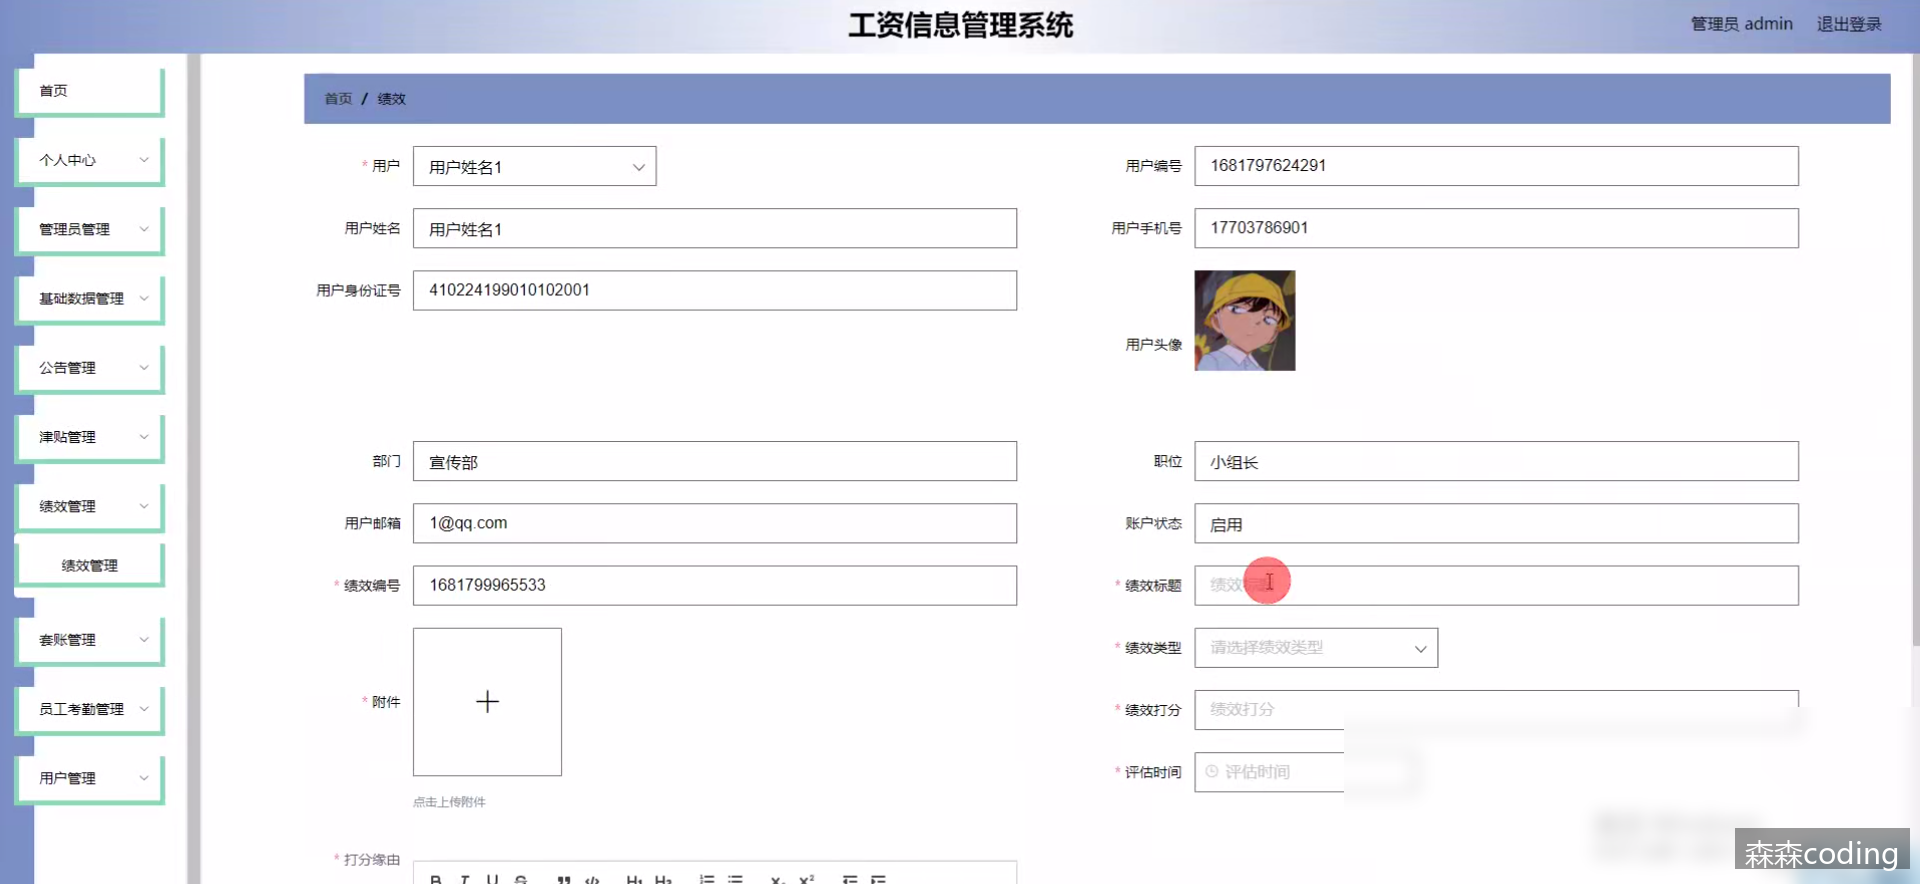 工资信息管理系统
管理员 admin 退出登录
首页
个人中心
管理员管理
基础数据管理
公告管理
津贴管理
绩效管理
绩效管理
套账管理
员工考勤管理
用户管理
首页 / 绩效
* 用户 用户姓名1
用户编号 1681797624291
用户姓名 用户姓名1
用户手机号 17703786901
用户身份证号 410224199010102001
用户头像
部门 宣传部
职位 小组长
用户邮箱 1@qq.com
账户状态 启用
* 绩效编号 1681799965533
* 绩效标题 绩效标题
* 附件
点击上传附件
* 绩效类型 请选择绩效类型
* 绩效打分 绩效打分
* 评估时间 评估时间
* 打分缘由
B I U S ” </> H₁ H₂ X₂ X²
森森coding